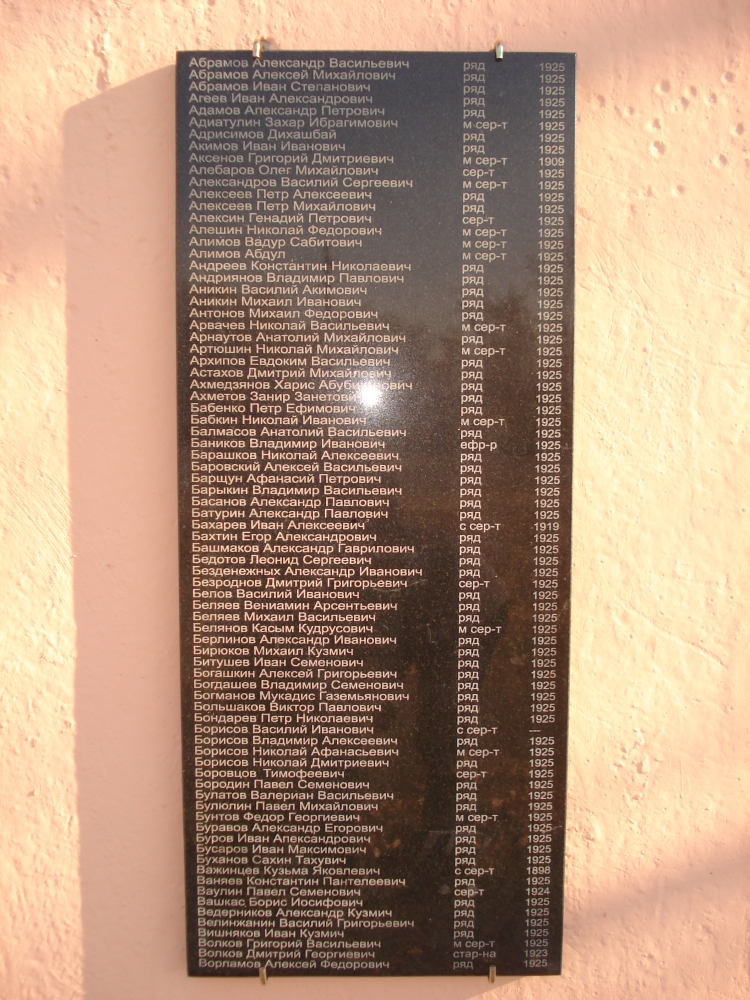 Абрамов Александр Васильевич ряд 1925
Абрамов Алексей Михайлович ряд 1925
Абрамов Иван Степанович ряд 1925
Агеев Иван Александрович ряд 1925
Адамов Александр Петрович ряд 1925
Адиатулин Захар Ибрагимович м сер-т 1925
Адрисимов Дихашбай ряд 1925
Акимов Иван Иванович ряд 1925
Аксенов Григорий Дмитриевич м сер-т 1909
Алебаров Олег Михайлович сер-т 1925
Александров Василий Сергеевич м сер-т 1925
Алексеев Петр Алексеевич ряд 1925
Алексеев Петр Михайлович ряд 1925
Алексин Генадий Петрович сер-т 1925
Алешин Николай Федорович м сер-т 1925
Алимов Вадур Сабитович м сер-т 1925
Алимов Абдул м сер-т 1925
Андреев Константин Николаевич ряд 1925
Андриянов Владимир Павлович ряд 1925
Аникин Василий Акимович ряд 1925
Аникин Михаил Иванович ряд 1925
Антонов Михаил Федорович ряд 1925
Арвачев Николай Васильевич м сер-т 1925
Арнаутов Анатолий Михайлович ряд 1925
Артюшин Николай Михайлович м сер-т 1925
Архипов Евдоким Васильевич ряд 1925
Астахов Дмитрий Михайлович ряд 1925
Ахмедзянов Харис ряд 1925
Ахметов Занир ряд 1925
Бабенко Петр Ефимович ряд 1925
Бабкин Николай Иванович м сер-т 1925
Балмасов Анатолий Васильевич ряд 1925
Баников Владимир Иванович ефр-р 1925
Барашков Николай Алексеевич ряд 1925
Баровский Алексей Васильевич ряд 1925
Барщун Афанасий Петрович ряд 1925
Барыкин Владимир Васильевич ряд 1925
Басанов Александр Павлович ряд 1925
Батурин Александр Павлович ряд 1925
Бахарев Иван Алексеевич с сер-т 1919
Бахтин Егор Александрович ряд 1925
Башмаков Александр Гаврилович ряд 1925
Бедотов Леонид Сергеевич ряд 1925
Безденежных Александр Иванович ряд 1925
Безроднов Дмитрий Григорьевич сер-т 1925
Белов Василий Иванович ряд 1925
Беляев Вениамин Арсентьевич ряд 1925
Беляев Михаил Васильевич ряд 1925
Белянов Касым Кудрусович м сер-т 1925
Берлинов Александр Иванович ряд 1925
Бирюков Михаил Кузмич ряд 1925
Битушев Иван Семенович ряд 1925
Богашкин Алексей Григорьевич ряд 1925
Богдашев Владимир Семенович ряд 1925
Богманов Мукадис Газемьянович ряд 1925
Большаков Виктор Павлович ряд 1925
Бондарев Петр Николаевич ряд 1925
Борисов Василий Иванович с сер-т —
Борисов Владимир Алексеевич ряд 1925
Борисов Николай Афанасьевич м сер-т 1925
Борисов Николай Дмитриевич ряд 1925
Боровцов Тимофеевич сер-т 1925
Бородин Павел Семенович ряд 1925
Булатов Валериан Васильевич ряд 1925
Булюлин Павел Михайлович ряд 1925
Бунтов Федор Георгиевич м сер-т 1925
Буравов Александр Егорович ряд 1925
Буров Иван Александрович ряд 1925
Бусаров Иван Максимович ряд 1925
Буханов Сахин Тахувич ряд 1925
Важинцев Кузьма Яковлевич с сер-т 1898
Ваняев Константин Пантелеевич ряд 1925
Ваулин Павел Семенович сер-т 1924
Вашкас Борис Иосифович ряд 1925
Ведерников Александр Кузмич ряд 1925
Велинжанин Василий Григорьевич ряд 1925
Вишняков Иван Кузмич ряд 1925
Волков Григорий Васильевич м сер-т 1925
Волков Дмитрий Георгиевич стар-на 1923
Ворламов Алексей Федорович ряд 1925